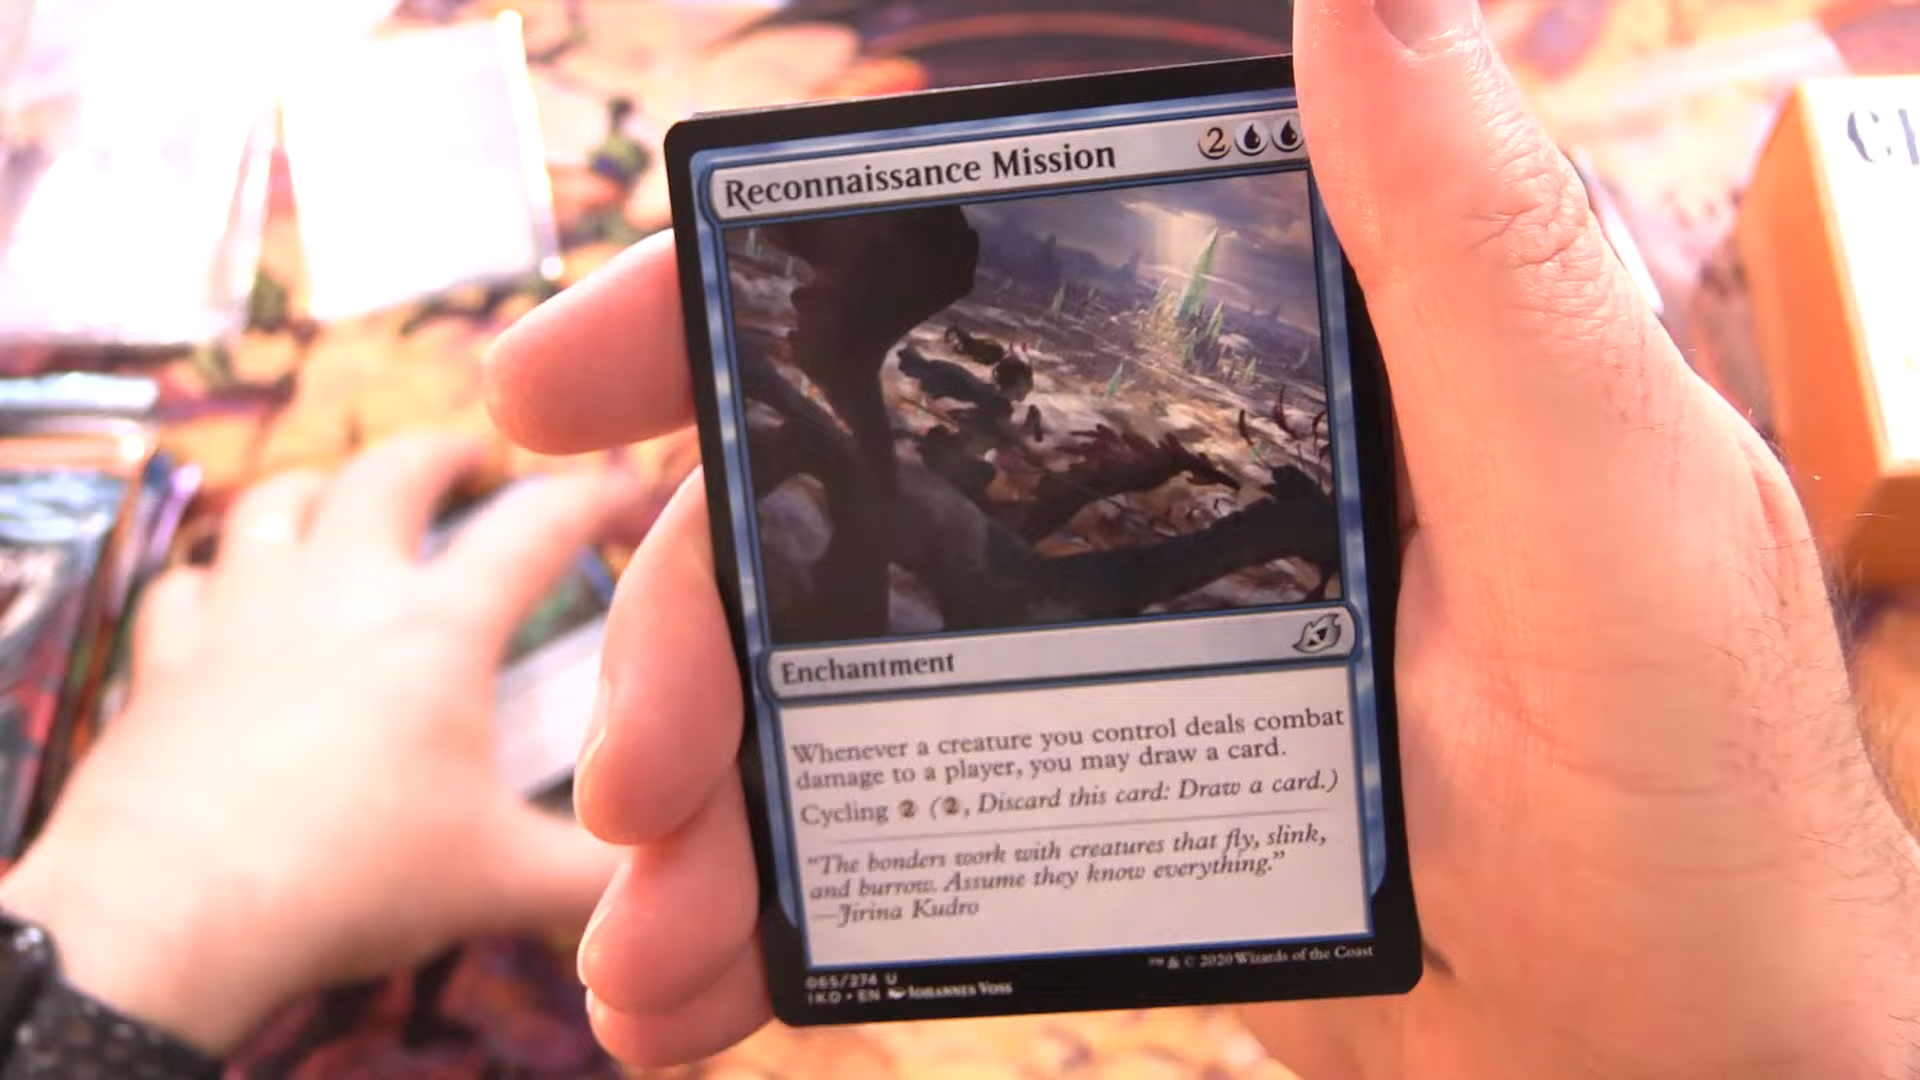 Reconnaissance Mission 2
Enchantment
Whenever a creature you control deals combat
damage to a player, you may draw a card.
Cycling 2 (2, Discard this card: Draw a card.)
"The bonders work with creatures that fly, slink,
and burrow. Assume they know everything."
—Jirina Kudro
065/274 U
IKO • EN Johannes Voss
™ & © 2020 Wizards of the Coast